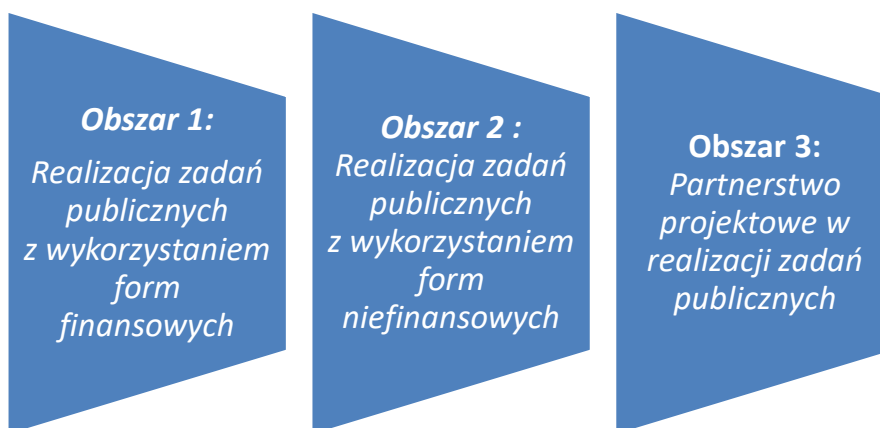 Obszar 1:
Realizacja zadań
publicznych
z wykorzystaniem
form
finansowych
Obszar 2 :
Realizacja zadań
publicznych
z wykorzystaniem
form
niefinansowych
Obszar 3:
Partnerstwo
projektowe w
realizacji zadań
publicznych